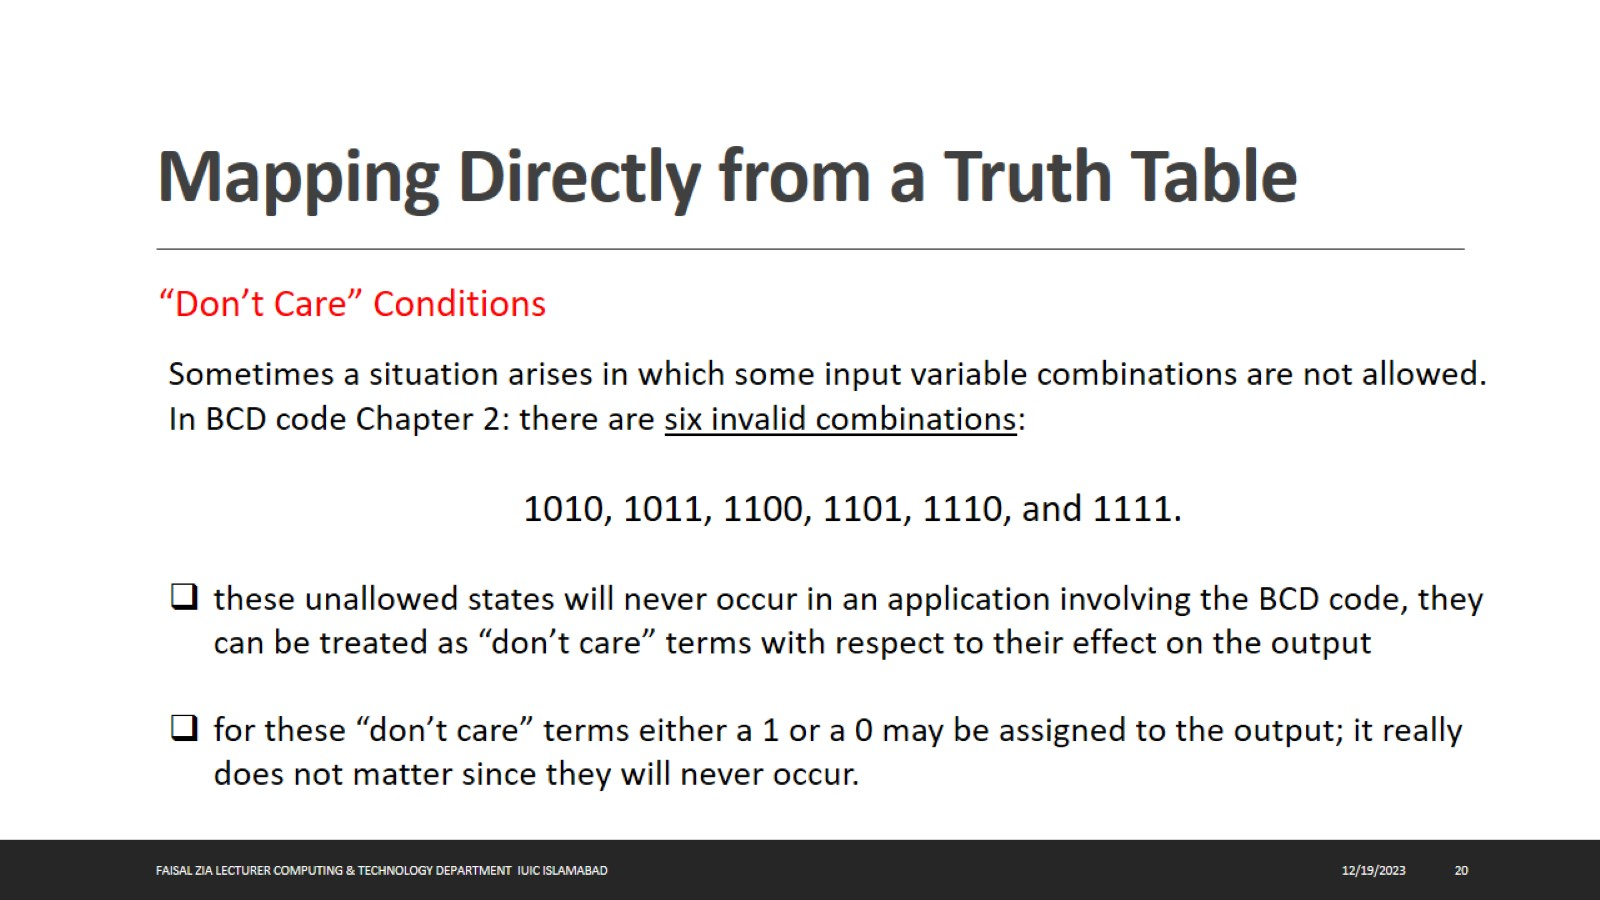 Mapping Directly from a Truth Table
“Don’t Care” Conditions
Sometimes a situation arises in which some input variable combinations are not allowed.
In BCD code Chapter 2: there are six invalid combinations:
1010, 1011, 1100, 1101, 1110, and 1111.
❑ these unallowed states will never occur in an application involving the BCD code, they
can be treated as “don’t care” terms with respect to their effect on the output
❑ for these “don’t care” terms either a 1 or a 0 may be assigned to the output; it really
does not matter since they will never occur.
FAISAL ZIA LECTURER COMPUTING & TECHNOLOGY DEPARTMENT IUIC ISLAMABAD 12/19/2023 20